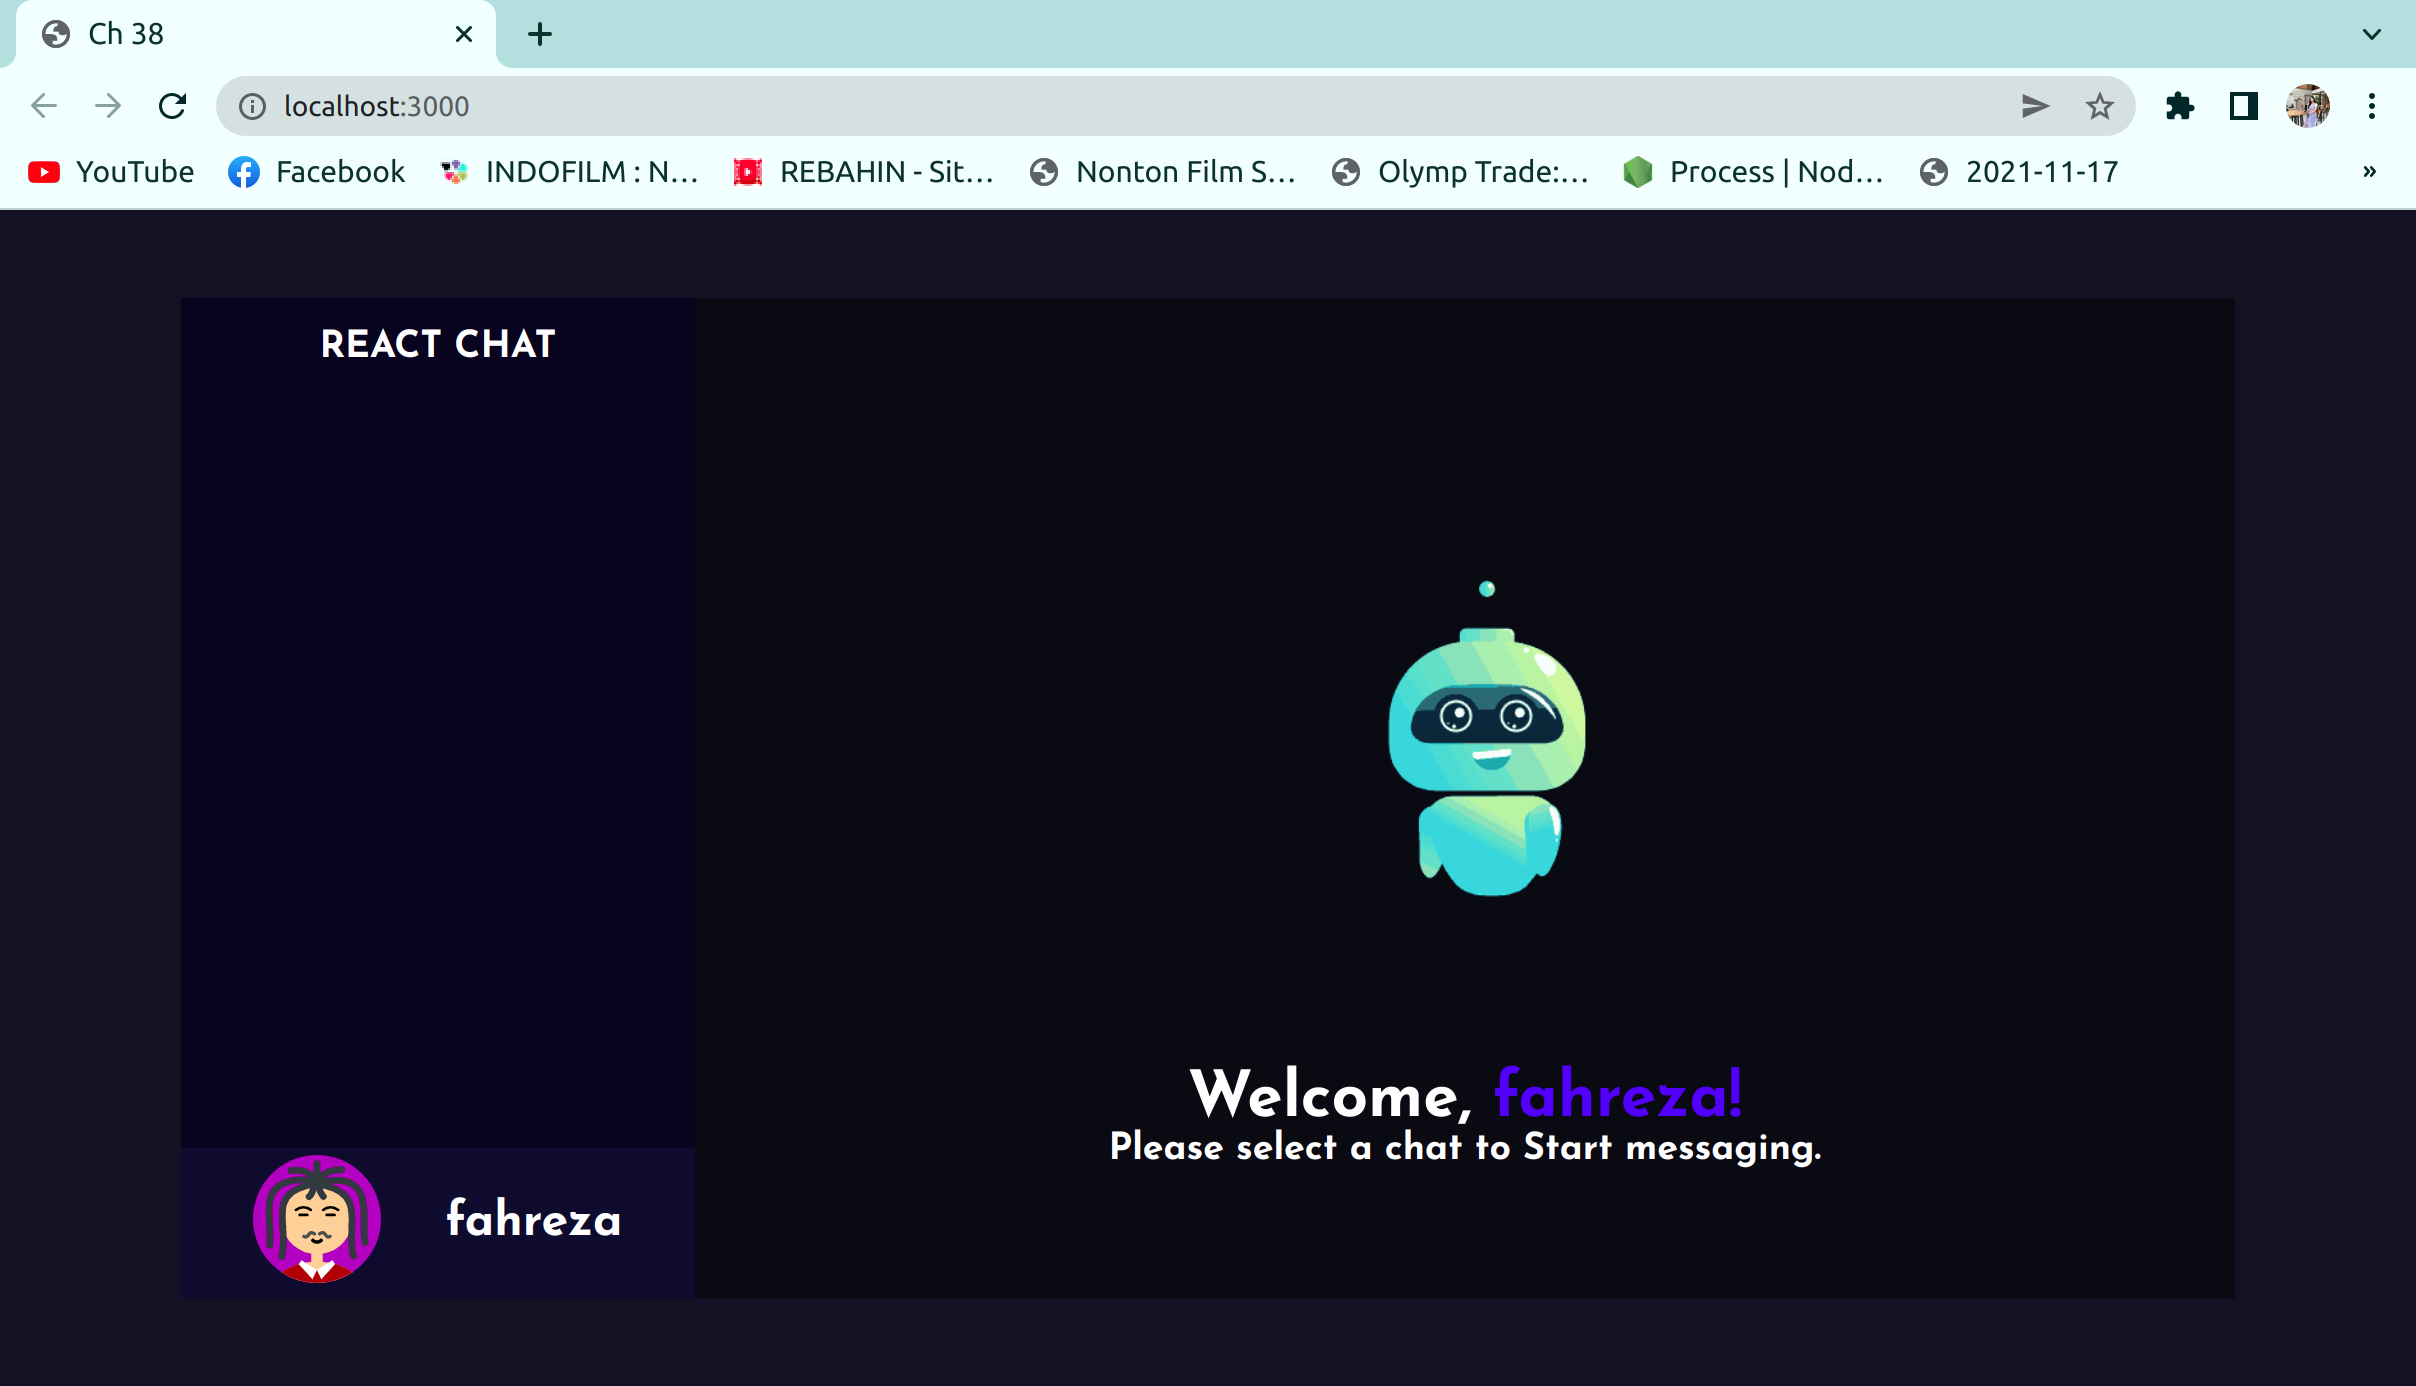 Ch 38
localhost:3000
YouTube Facebook INDOFILM : N... REBAHIN - Sit... Nonton Film S... Olymp Trade:... Process | Nod... 2021-11-17 »
REACT CHAT
Welcome, fahreza!
Please select a chat to Start messaging.
fahreza